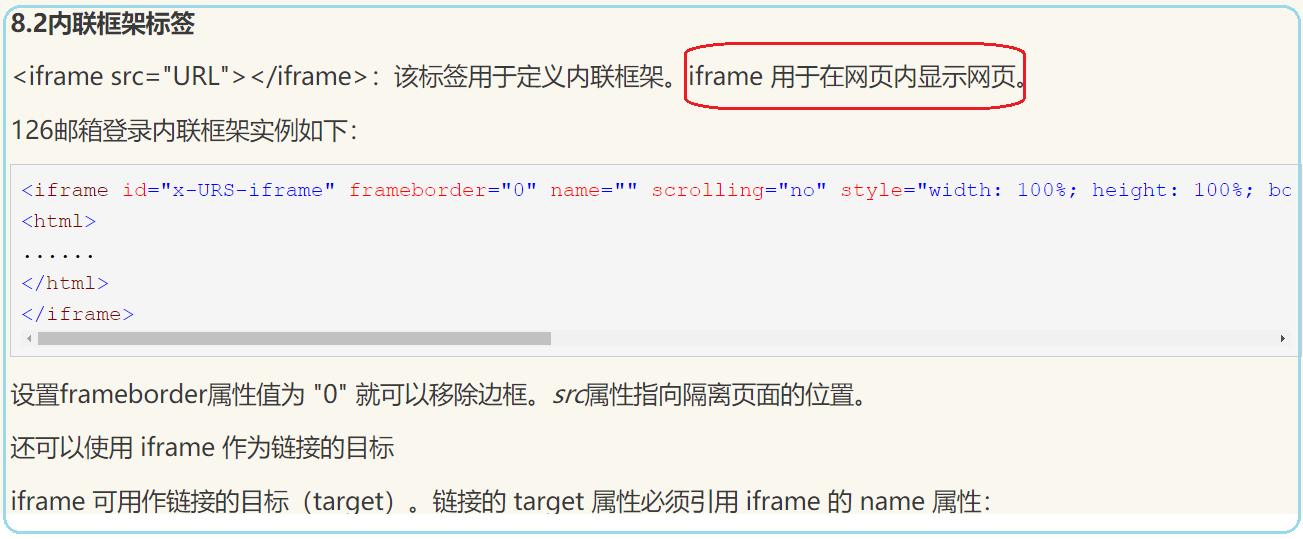 8.2内联框架标签
<iframe src="URL"></iframe>：该标签用于定义内联框架。iframe 用于在网页内显示网页。
126邮箱登录内联框架实例如下：
<iframe id="x-URS-iframe" frameborder="0" name="" scrolling="no" style="width: 100%; height: 100%; bo
<html>
......
</html>
</iframe>
设置frameborder属性值为 "0" 就可以移除边框。src属性指向隔离页面的位置。
还可以使用 iframe 作为链接的目标
iframe 可用作链接的目标（target）。链接的 target 属性必须引用 iframe 的 name 属性：